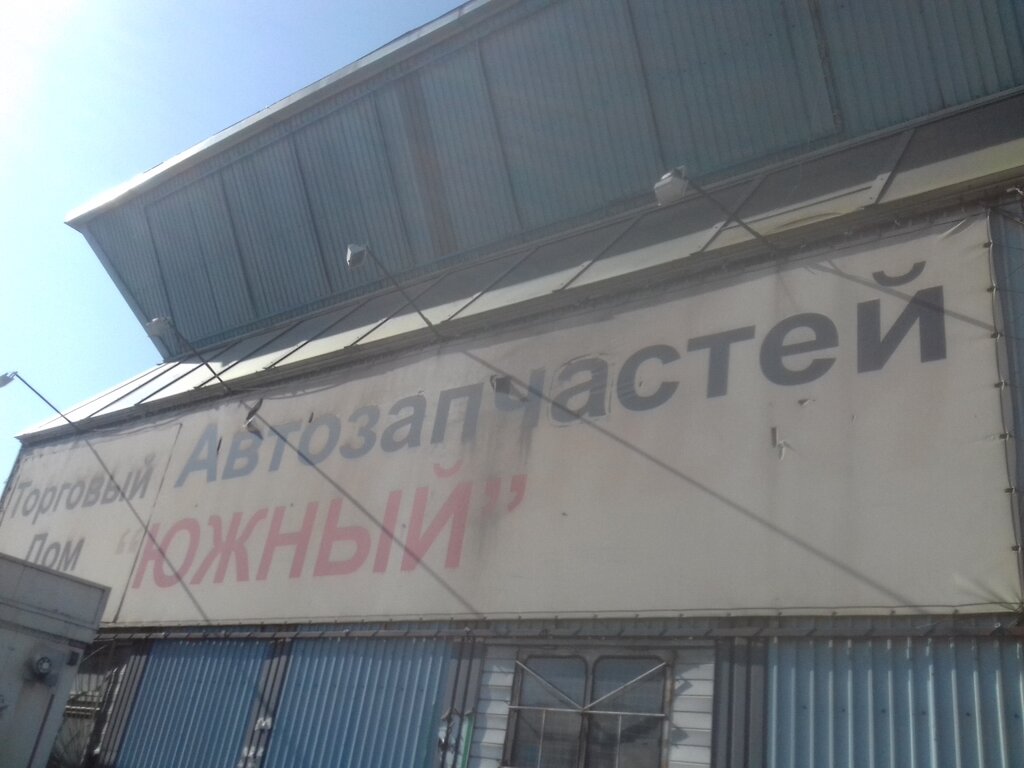 Торговый
Дом
Автозапчастей
“ЮЖНЫЙ”